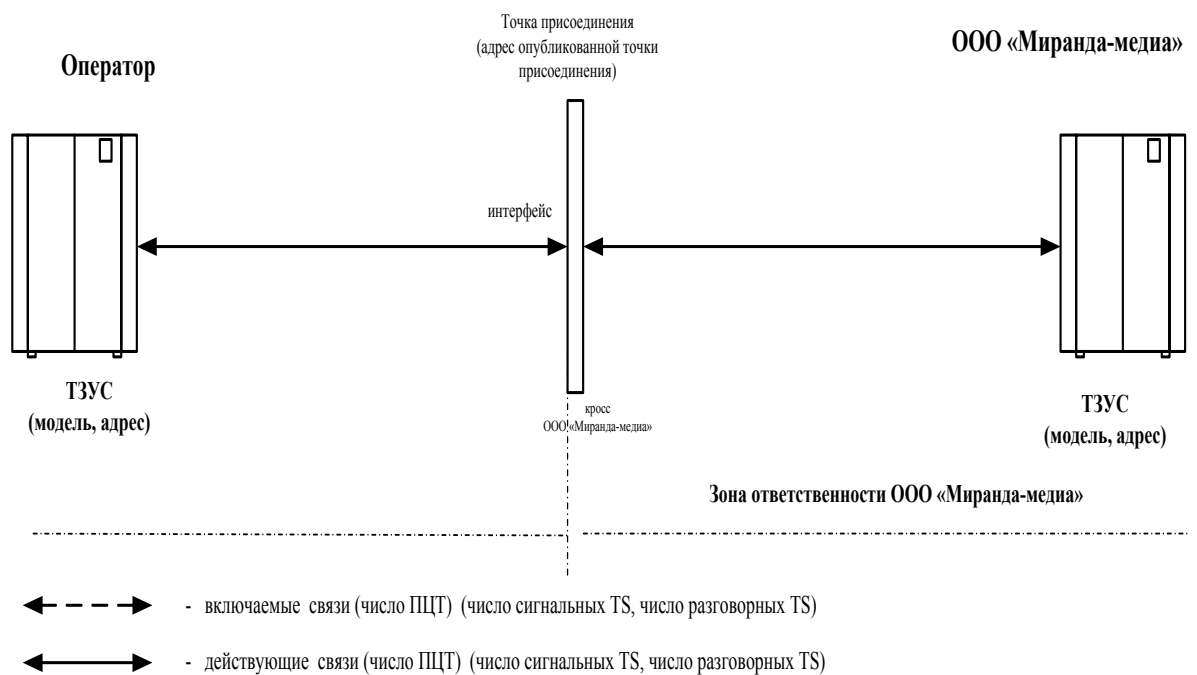 Точка присоединения
(адрес опубликованной точки
присоединения)
Оператор
ООО «Миранда-медиа»
интерфейс
ТЗУС
(модель, адрес)
кросс
ООО «Миранда-медиа»
ТЗУС
(модель, адрес)
Зона ответственности ООО «Миранда-медиа»
- включаемые связи (число ПЦТ) (число сигнальных TS, число разговорных TS)
- действующие связи (число ПЦТ) (число сигнальных TS, число разговорных TS)